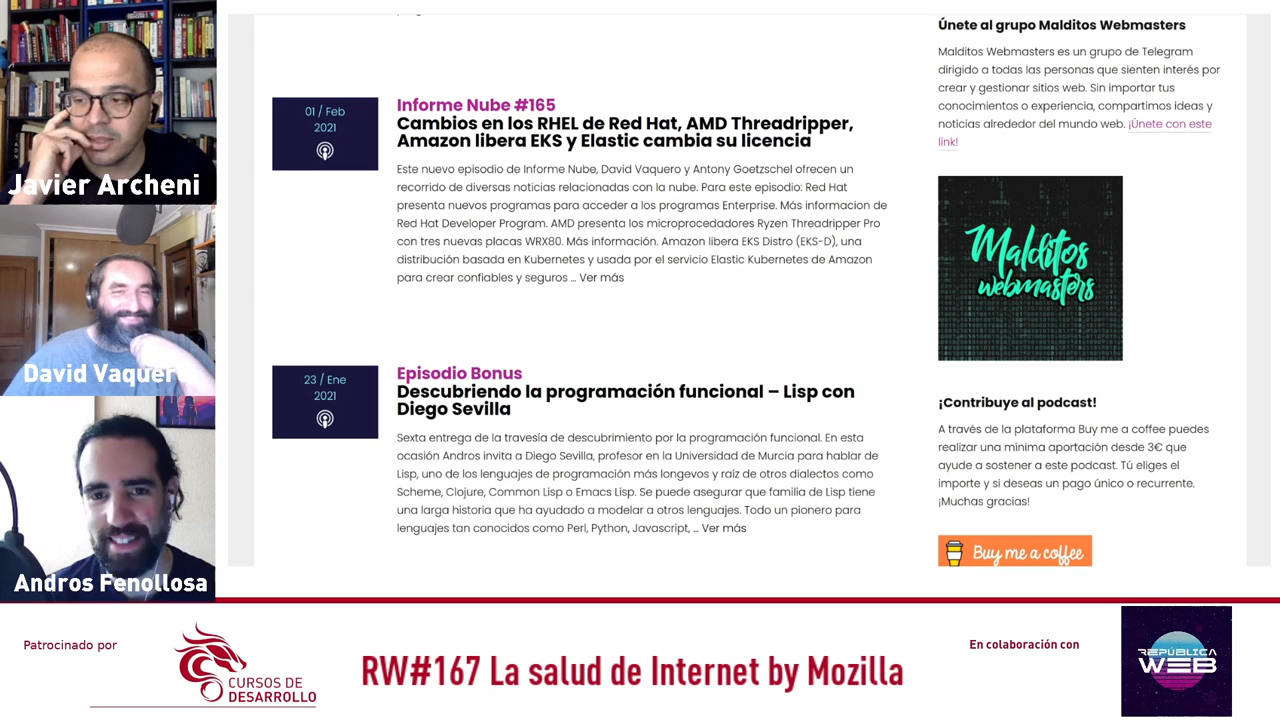 Javier Archeni
David Vaquer
Andros Fenollosa
01 / Feb
2021
Informe Nube #165
Cambios en los RHEL de Red Hat, AMD Threadripper,
Amazon libera EKS y Elastic cambia su licencia
Este nuevo episodio de Informe Nube, David Vaquero y Antony Goetzschel ofrecen un
recorrido de diversas noticias relacionadas con la nube. Para este episodio: Red Hat
presenta nuevos programas para acceder a los programas Enterprise. Más informacion de
Red Hat Developer Program. AMD presenta los microprocedadores Ryzen Threadripper Pro
con tres nuevas placas WRX80. Más información. Amazon libera EKS Distro (EKS-D), una
distribución basada en Kubernetes y usada por el servicio Elastic Kubernetes de Amazon
para crear confiables y seguros ... Ver más
23 / Ene
2021
Episodio Bonus
Descubriendo la programación funcional – Lisp con
Diego Sevilla
Sexta entrega de la travesía de descubrimiento por la programación funcional. En esta
ocasión Andros invita a Diego Sevilla, profesor en la Universidad de Murcia para hablar de
Lisp, uno de los lenguajes de programación más longevos y raíz de otros dialectos como
Scheme, Clojure, Common Lisp o Emacs Lisp. Se puede asegurar que familia de Lisp tiene
una larga historia que ha ayudado a modelar a otros lenguajes. Todo un pionero para
lenguajes tan conocidos como Perl, Python, Javascript, ... Ver más
Únete al grupo Malditos Webmasters
Malditos Webmasters es un grupo de Telegram
dirigido a todas las personas que sienten interés por
crear y gestionar sitios web. Sin importar tus
conocimientos o experiencia, compartimos ideas y
noticias alrededor del mundo web. ¡Únete con este
link!
Malditos
webmasters
¡Contribuye al podcast!
A través de la plataforma Buy me a coffee puedes
realizar una mínima aportación desde 3€ que
ayude a sostener a este podcast. Tú eliges el
importe y si deseas un pago único o recurrente.
¡Muchas gracias!
Buy me a coffee
Patrocinado por
CURSOS DE
DESARROLLO
RW#167 La salud de Internet by Mozilla
En colaboración con
REPÚBLICA
WEB